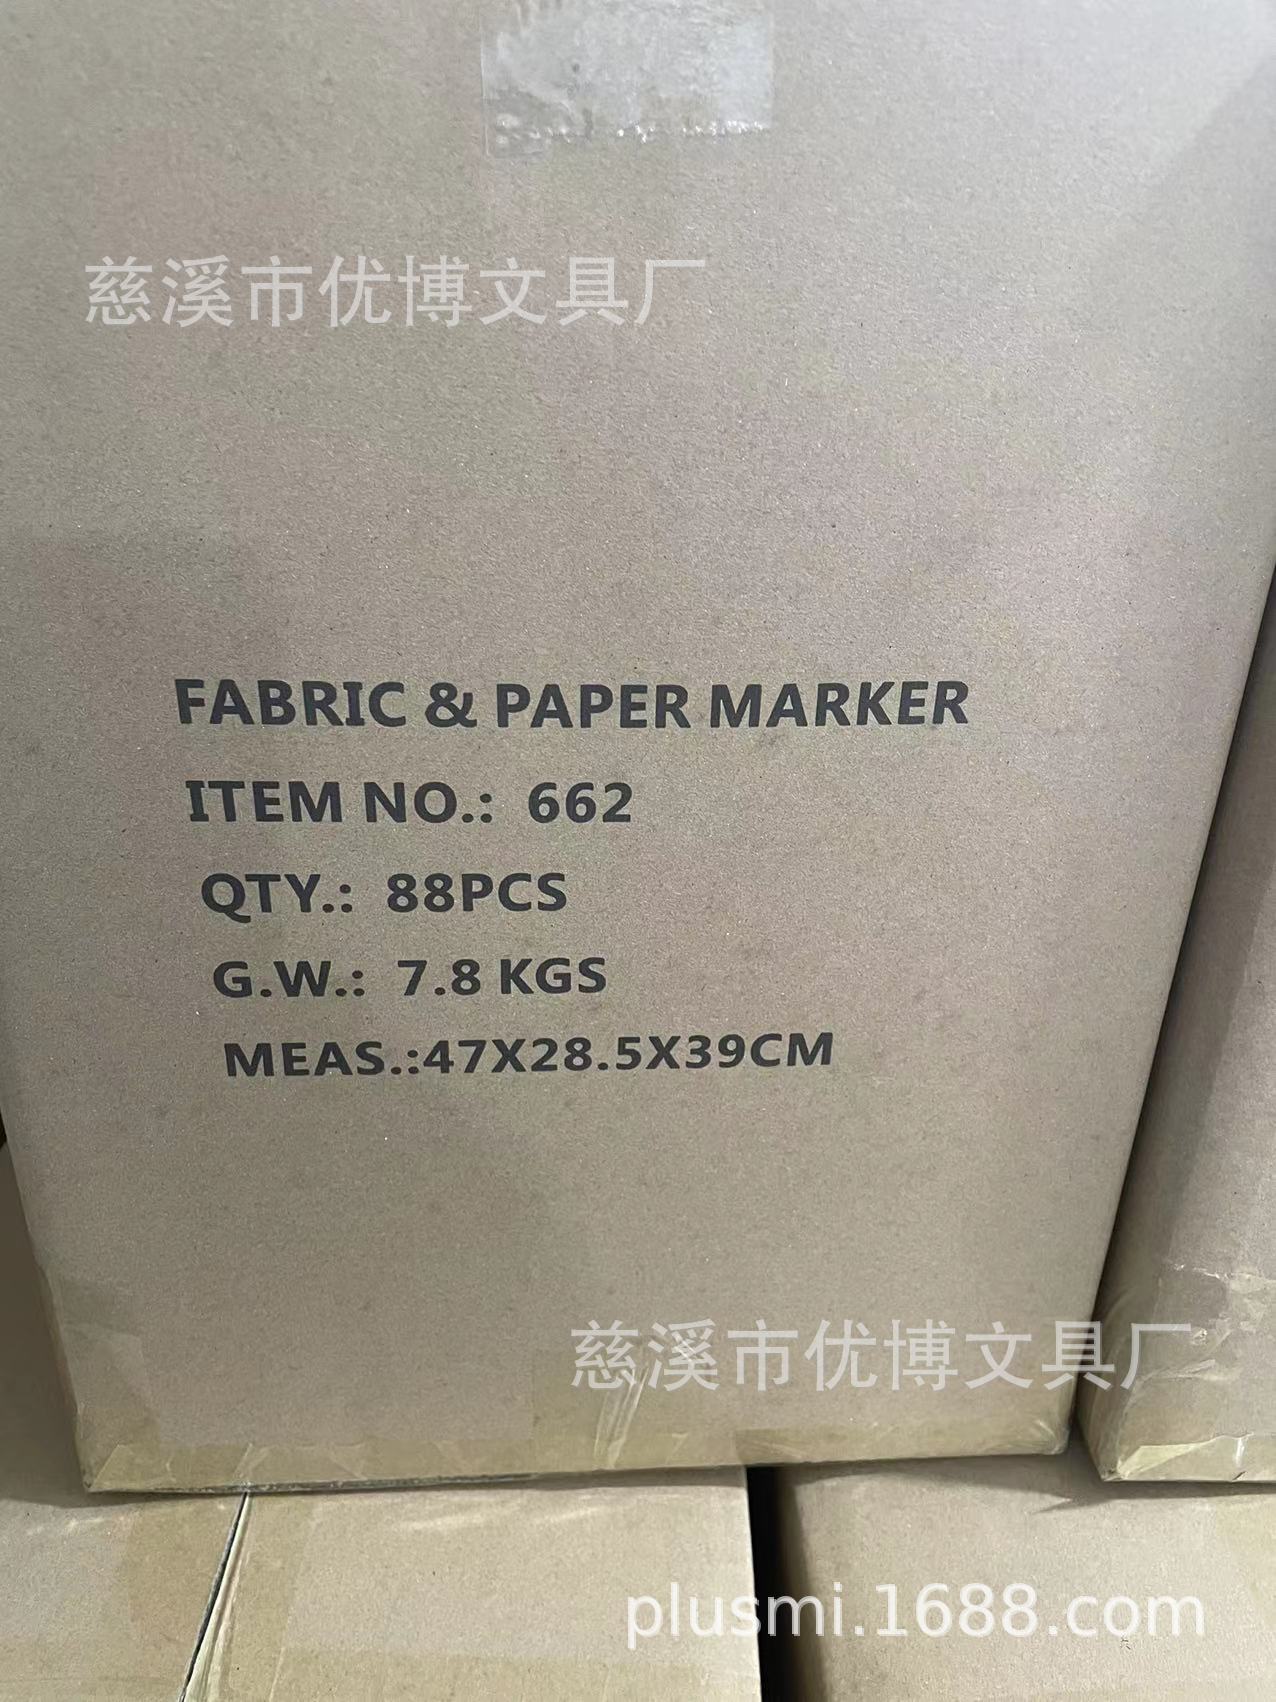 慈溪市优博文具厂
FABRIC & PAPER MARKER
ITEM NO.: 662
QTY.: 88PCS
G.W.: 7.8 KGS
MEAS.:47X28.5X39CM
慈溪市优博文具厂
plusmi.1688.com